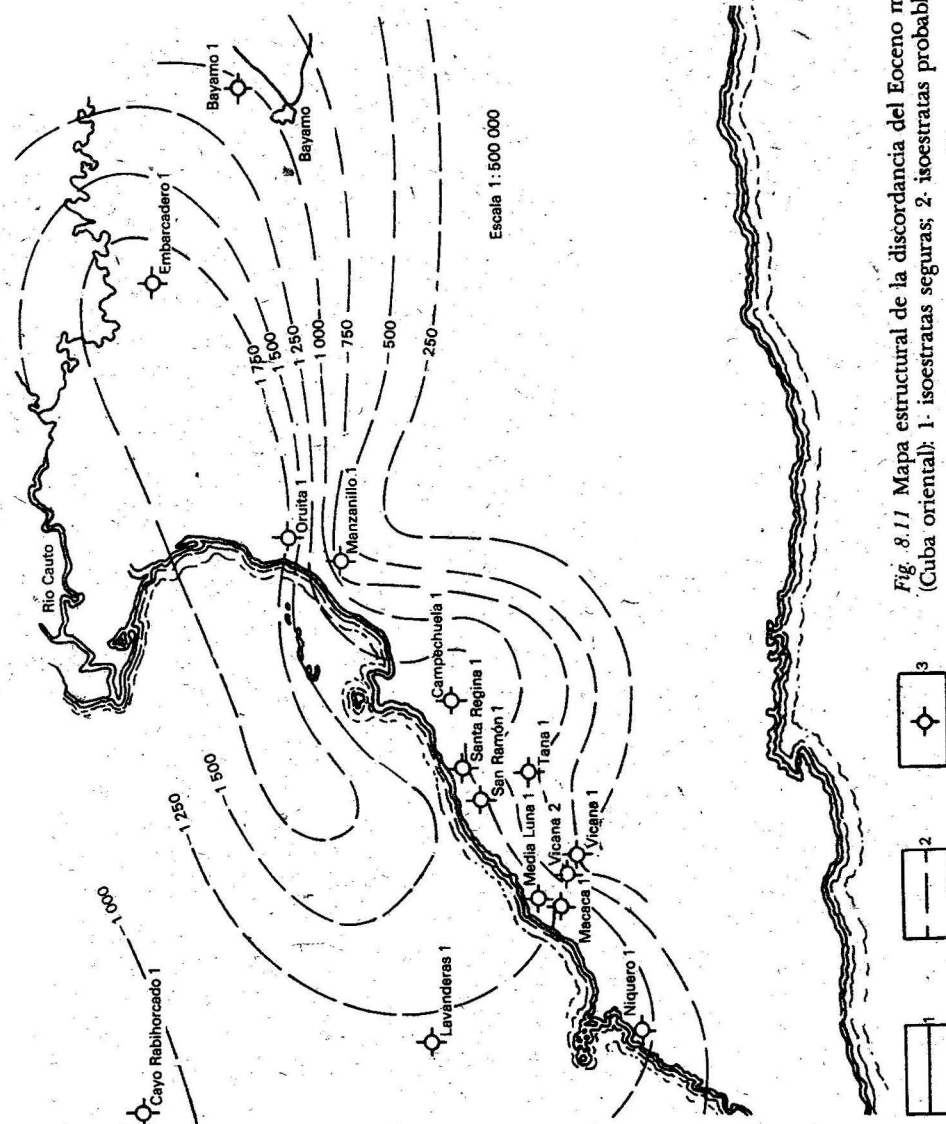 Cayo Rabihorcado 1
1 000
1 250
1 500
Lavanderas 1
Niquero 1
Macaca 1
Media Luna 1
Vicana 2
Vicana 1
Tana 1
San Ramón 1
Santa Regina 1
Campechuela 1
Manzanillo 1
Oruita 1
Río Cauto
Embarcadero 1
Bayamo 1
Bayamo
1 750
1 500
1 250
1 000
750
500
250
Escala 1: 500 000
1
2
3
Fig. 8.11 Mapa estructural de la discordancia del Eoceno m
(Cuba oriental): 1- isoestratas seguras; 2- isoestratas probabl